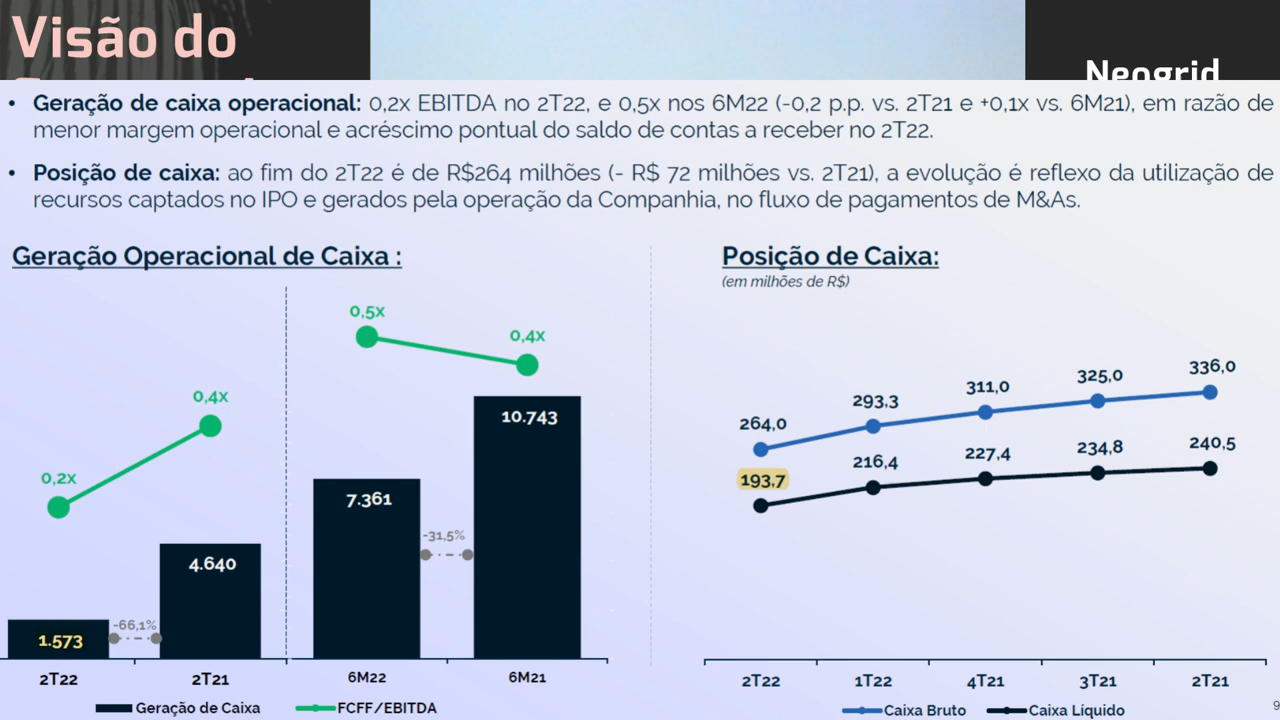 Visão do
Neogrid
• Geração de caixa operacional: 0,2x EBITDA no 2T22, e 0,5x nos 6M22 (-0,2 p.p. vs. 2T21 e +0,1x vs. 6M21), em razão de
menor margem operacional e acréscimo pontual do saldo de contas a receber no 2T22.
• Posição de caixa: ao fim do 2T22 é de R$264 milhões (- R$ 72 milhões vs. 2T21), a evolução é reflexo da utilização de
recursos captados no IPO e gerados pela operação da Companhia, no fluxo de pagamentos de M&As.
Geração Operacional de Caixa :
0,2x
0,4x
0,5x
0,4x
1.573
-66,1%
4.640
7.361
-31,5%
10.743
2T22
2T21
6M22
6M21
Geração de Caixa
FCFF/EBITDA
Posição de Caixa:
(em milhões de R$)
264,0
293,3
311,0
325,0
336,0
193,7
216,4
227,4
234,8
240,5
2T22
1T22
4T21
3T21
2T21
Caixa Bruto
Caixa Líquido
9